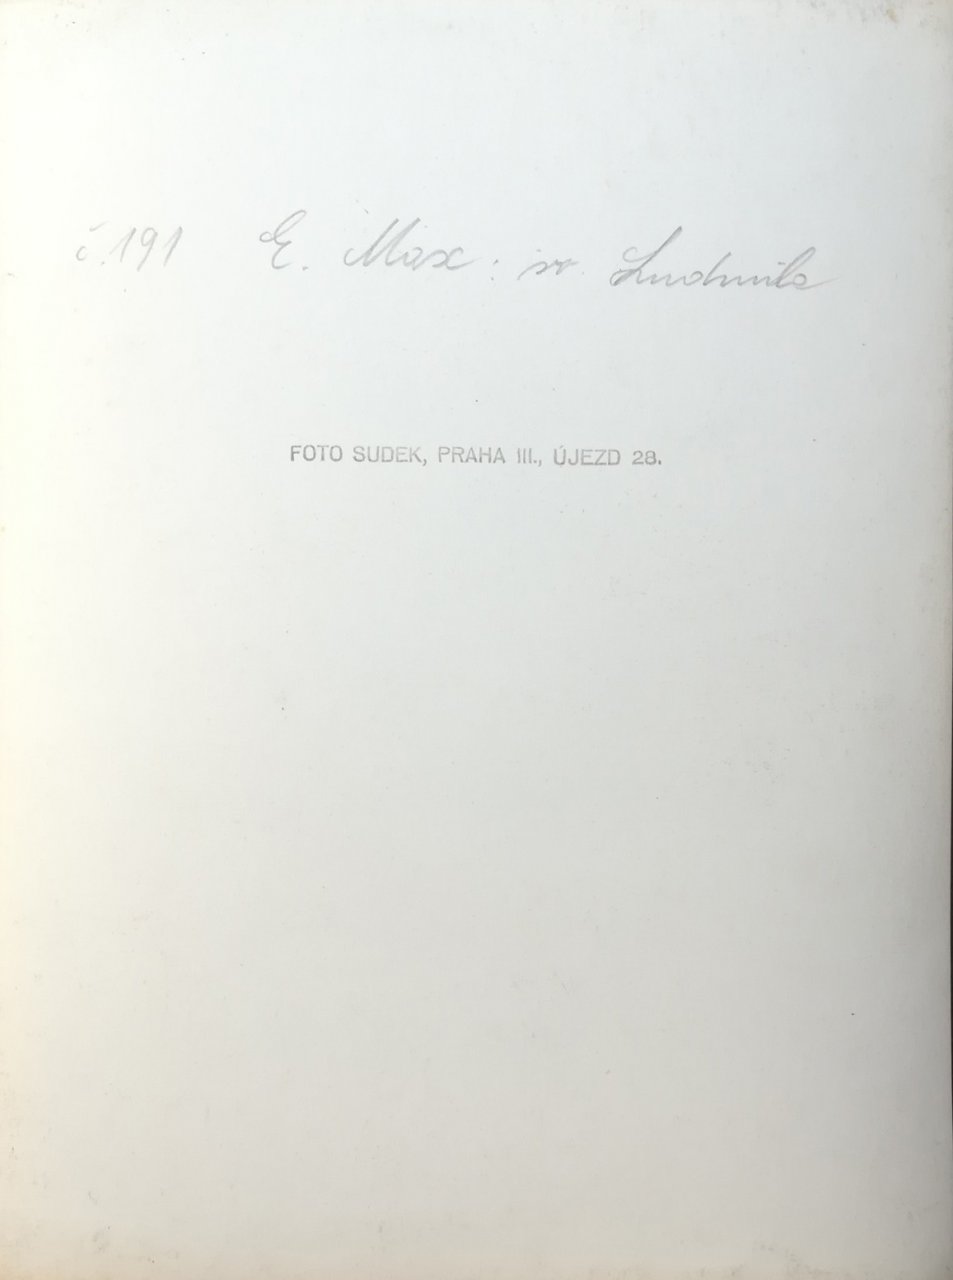 č. 191 E. Max: sv. Ludmila
FOTO SUDEK, PRAHA III., ÚJEZD 28.